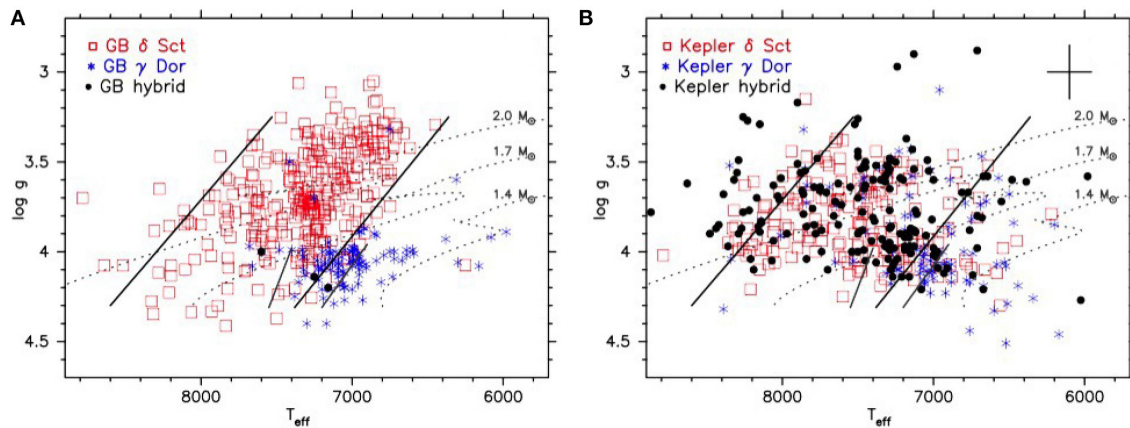 A
GB δ Sct
GB γ Dor
GB hybrid
3
3.5
4
4.5
log g
8000
7000
6000
T_eff
2.0 M⊙
1.7 M⊙
1.4 M⊙
B
Kepler δ Sct
Kepler γ Dor
Kepler hybrid
3
3.5
4
4.5
log g
8000
7000
6000
T_eff
2.0 M⊙
1.7 M⊙
1.4 M⊙